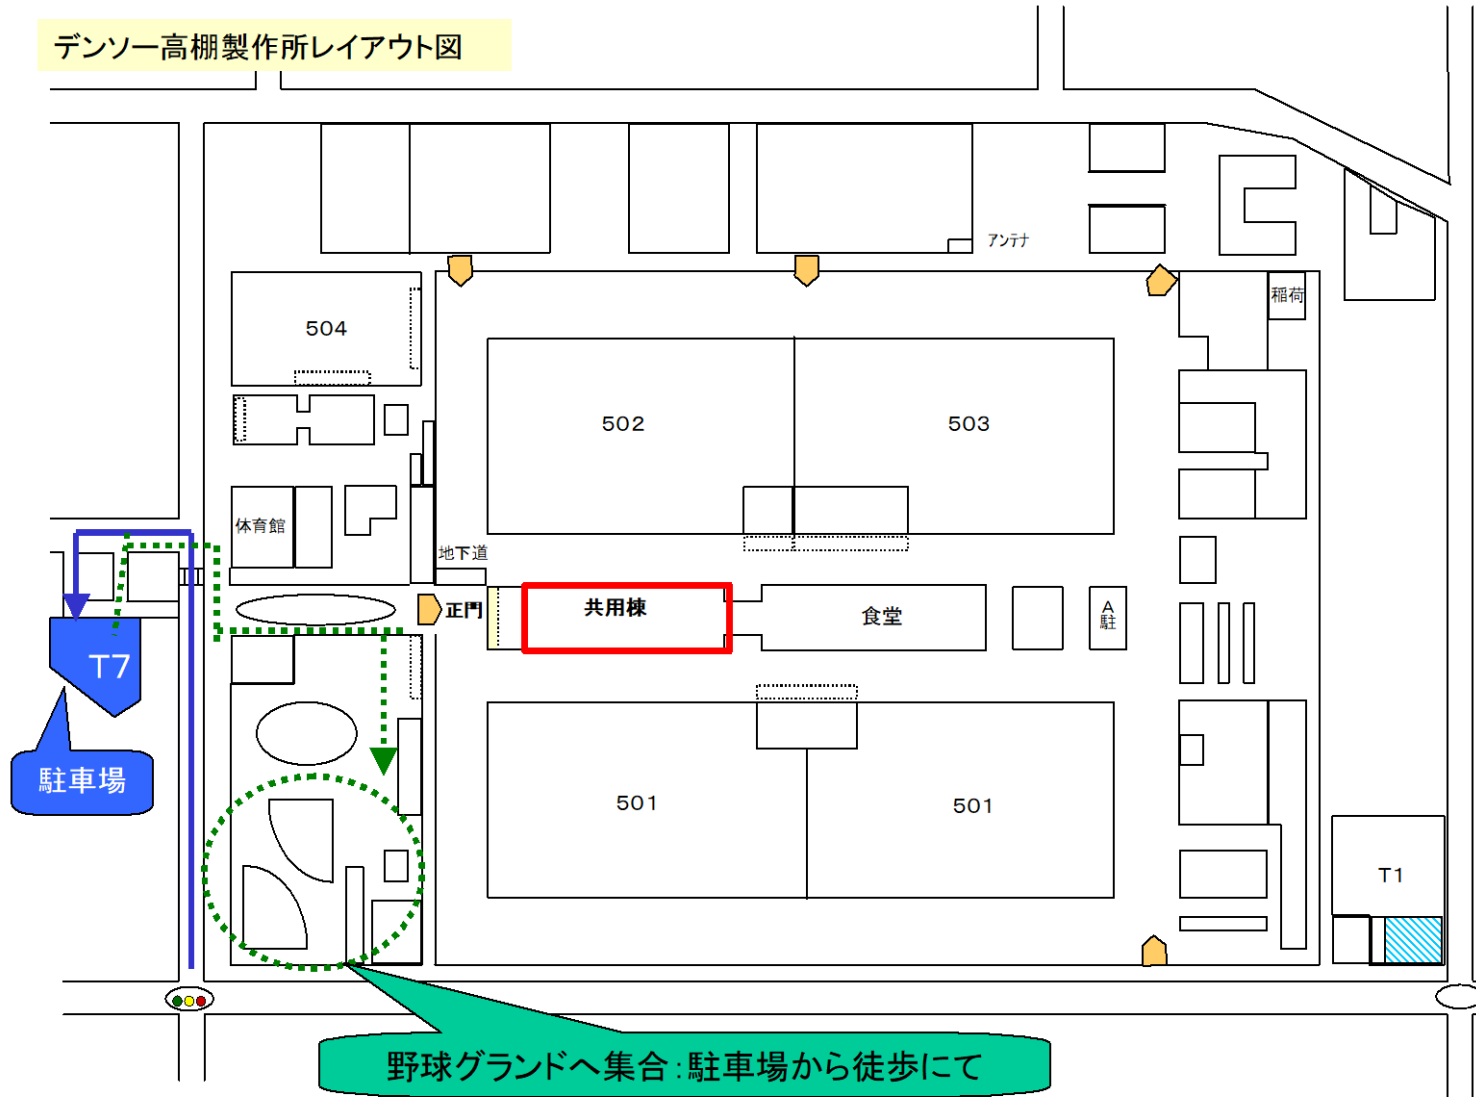 デンソー高棚製作所レイアウト図
アンテナ
稲荷
504
502
503
体育館
地下道
正門
共用棟
食堂
A駐
T7
駐車場
501
501
T1
野球グランドへ集合:駐車場から徒歩にて